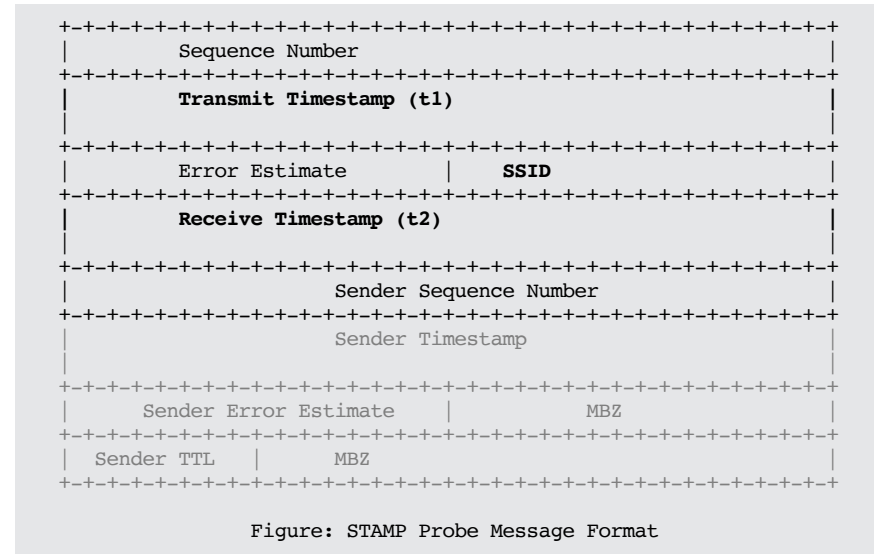 +-+-+-+-+-+-+-+-+-+-+-+-+-+-+-+-+-+-+-+-+-+-+-+-+-+-+-+-+-+-+-+-+
|         Sequence Number                                       |
+-+-+-+-+-+-+-+-+-+-+-+-+-+-+-+-+-+-+-+-+-+-+-+-+-+-+-+-+-+-+-+-+
|         Transmit Timestamp (t1)                               |
|                                                               |
+-+-+-+-+-+-+-+-+-+-+-+-+-+-+-+-+-+-+-+-+-+-+-+-+-+-+-+-+-+-+-+-+
|         Error Estimate        |    SSID                       |
+-+-+-+-+-+-+-+-+-+-+-+-+-+-+-+-+-+-+-+-+-+-+-+-+-+-+-+-+-+-+-+-+
|         Receive Timestamp (t2)                                |
|                                                               |
+-+-+-+-+-+-+-+-+-+-+-+-+-+-+-+-+-+-+-+-+-+-+-+-+-+-+-+-+-+-+-+-+
|                      Sender Sequence Number                   |
+-+-+-+-+-+-+-+-+-+-+-+-+-+-+-+-+-+-+-+-+-+-+-+-+-+-+-+-+-+-+-+-+
|                      Sender Timestamp                         |
|                                                               |
+-+-+-+-+-+-+-+-+-+-+-+-+-+-+-+-+-+-+-+-+-+-+-+-+-+-+-+-+-+-+-+-+
|      Sender Error Estimate    |           MBZ                 |
+-+-+-+-+-+-+-+-+-+-+-+-+-+-+-+-+-+-+-+-+-+-+-+-+-+-+-+-+-+-+-+-+
|  Sender TTL   |      MBZ                                      |
+-+-+-+-+-+-+-+-+-+-+-+-+-+-+-+-+-+-+-+-+-+-+-+-+-+-+-+-+-+-+-+-+
Figure: STAMP Probe Message Format